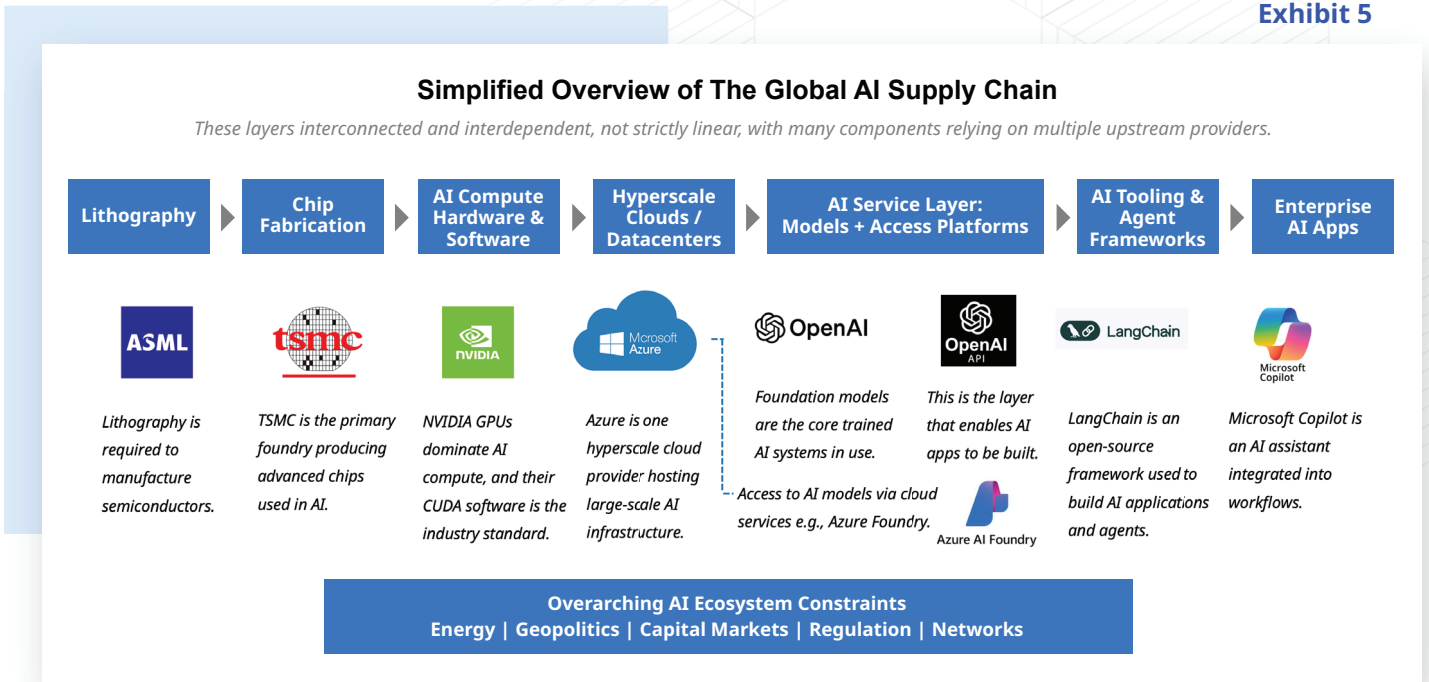 Exhibit 5
Simplified Overview of The Global AI Supply Chain
These layers interconnected and interdependent, not strictly linear, with many components relying on multiple upstream providers.
Lithography
Chip
Fabrication
AI Compute
Hardware &
Software
Hyperscale
Clouds /
Datacenters
AI Service Layer:
Models + Access Platforms
AI Tooling &
Agent
Frameworks
Enterprise
AI Apps
ASML
tsmc
NVIDIA
Microsoft
Azure
OpenAI
OpenAI
API
LangChain
Microsoft
Copilot
Lithography is
required to
manufacture
semiconductors.
TSMC is the primary
foundry producing
advanced chips
used in AI.
NVIDIA GPUs
dominate AI
compute, and their
CUDA software is the
industry standard.
Azure is one
hyperscale cloud
provider hosting
large-scale AI
infrastructure.
Foundation models
are the core trained
AI systems in use.
This is the layer
that enables AI
apps to be built.
Access to AI models via cloud
services e.g., Azure Foundry.
Azure AI Foundry
LangChain is an
open-source
framework used to
build AI applications
and agents.
Microsoft Copilot is
an AI assistant
integrated into
workflows.
Overarching AI Ecosystem Constraints
Energy | Geopolitics | Capital Markets | Regulation | Networks